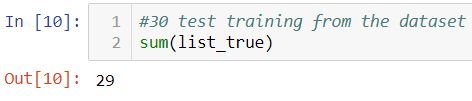 In [10]: 1 #30 test training from the dataset
2 sum(list_true)
Out[10]: 29